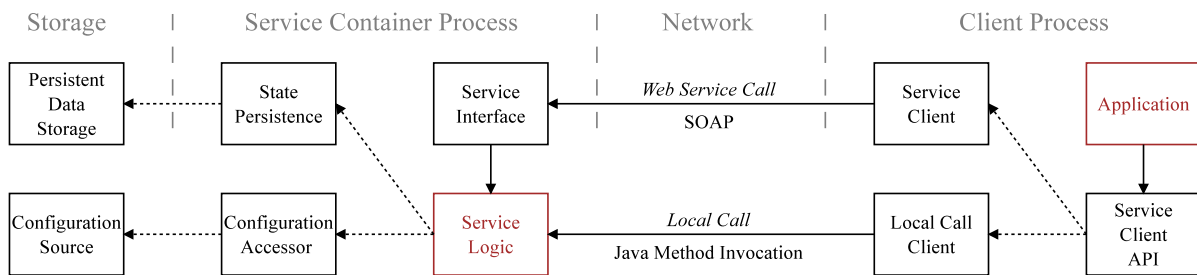 Storage
Service Container Process
Network
Client Process
Persistent
Data
Storage
State
Persistence
Service
Interface
Web Service Call
SOAP
Service
Client
Application
Configuration
Source
Configuration
Accessor
Service
Logic
Local Call
Java Method Invocation
Local Call
Client
Service
Client
API